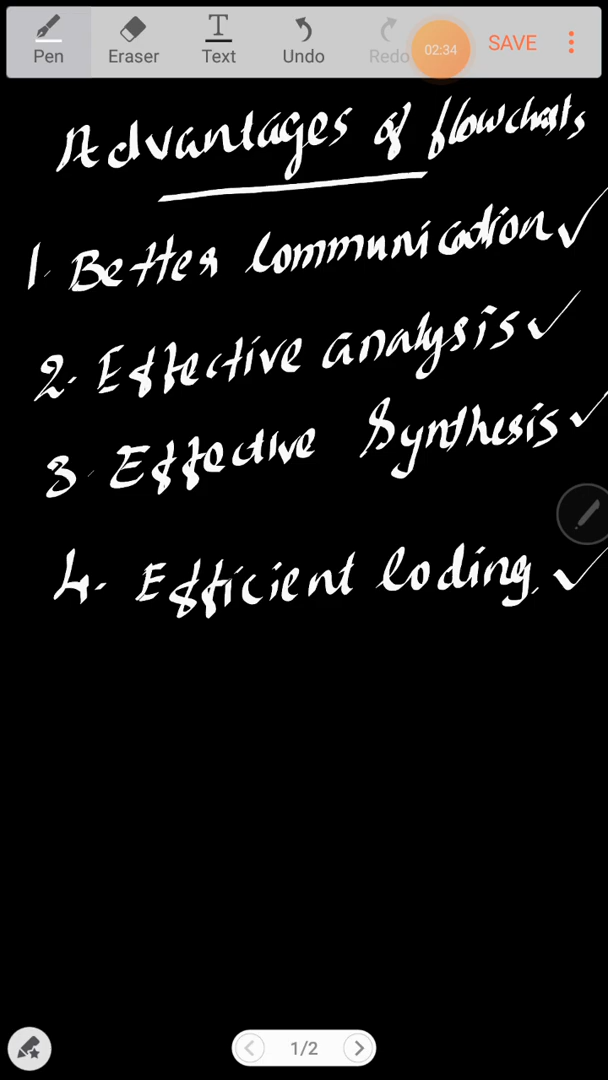 Pen Eraser Text Undo Redo 02:34 SAVE
Advantages of flowcharts
1. Better Communication ✓
2. Effective analysis ✓
3. Effective Synthesis ✓
4. Efficient Coding. ✓
1/2